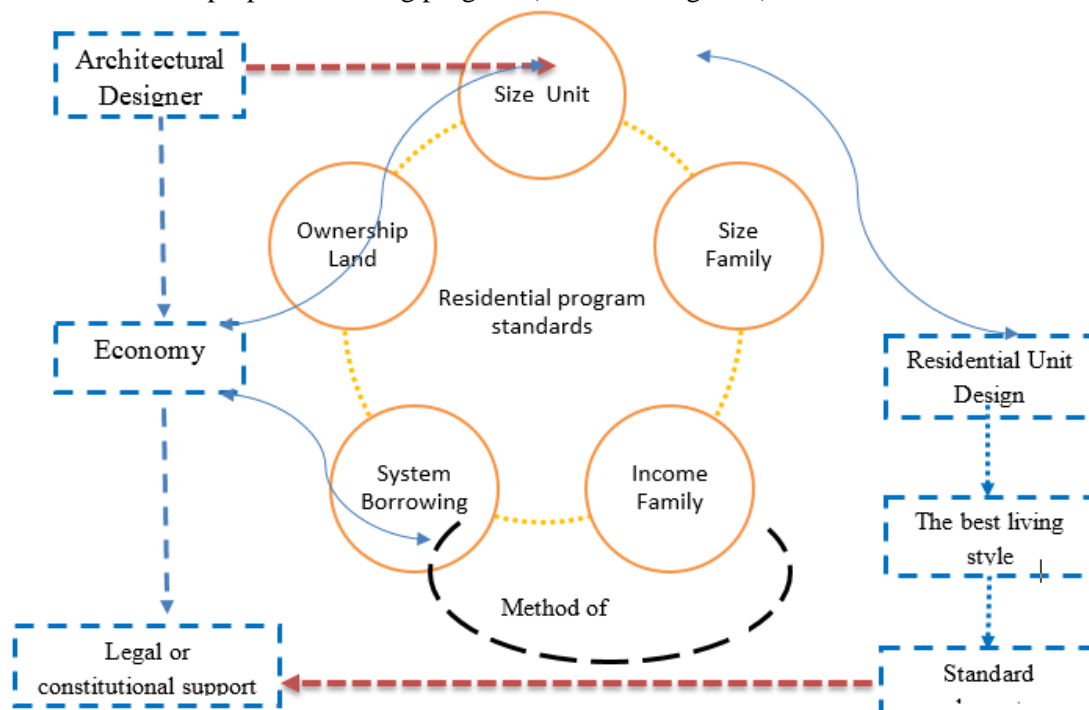 Architectural
Designer
Size Unit
Ownership
Land
Size
Family
Residential program
standards
Economy
Residential Unit
Design
System
Borrowing
Income
Family
The best living
style
Method of
Legal or
constitutional support
Standard